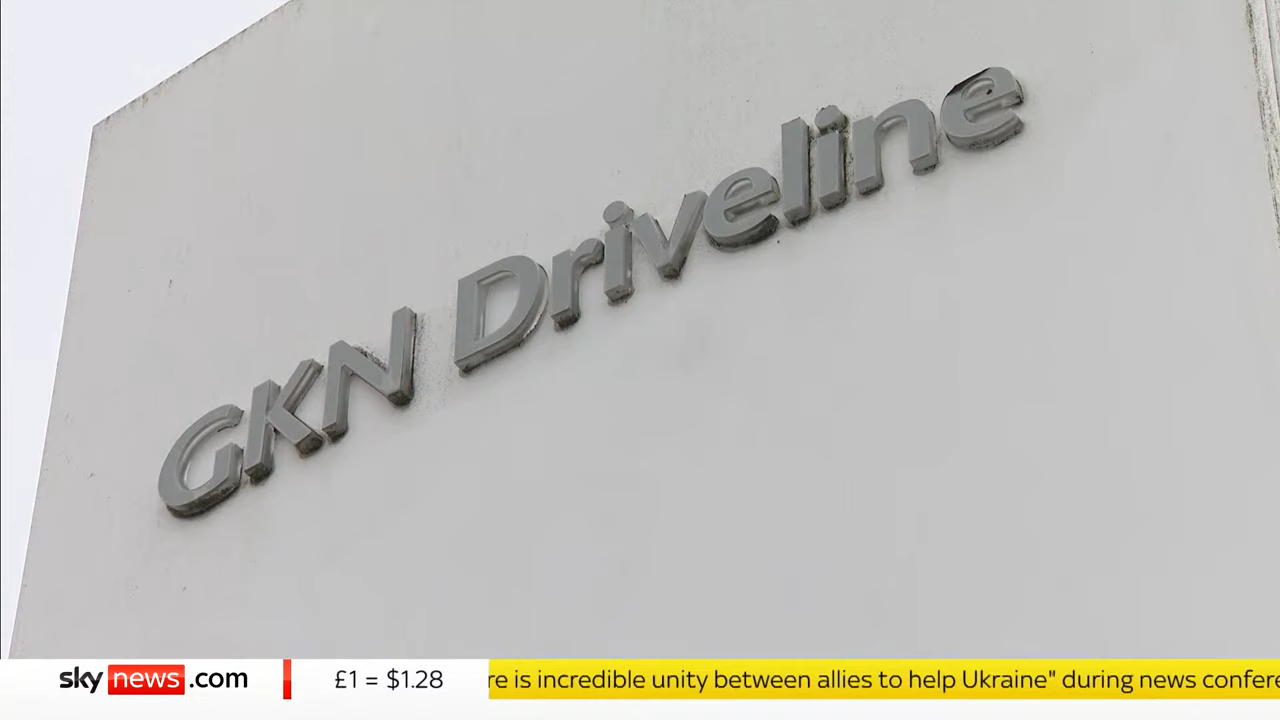 GKN Driveline
sky news.com
£1 = $1.28
re is incredible unity between allies to help Ukraine" during news confere